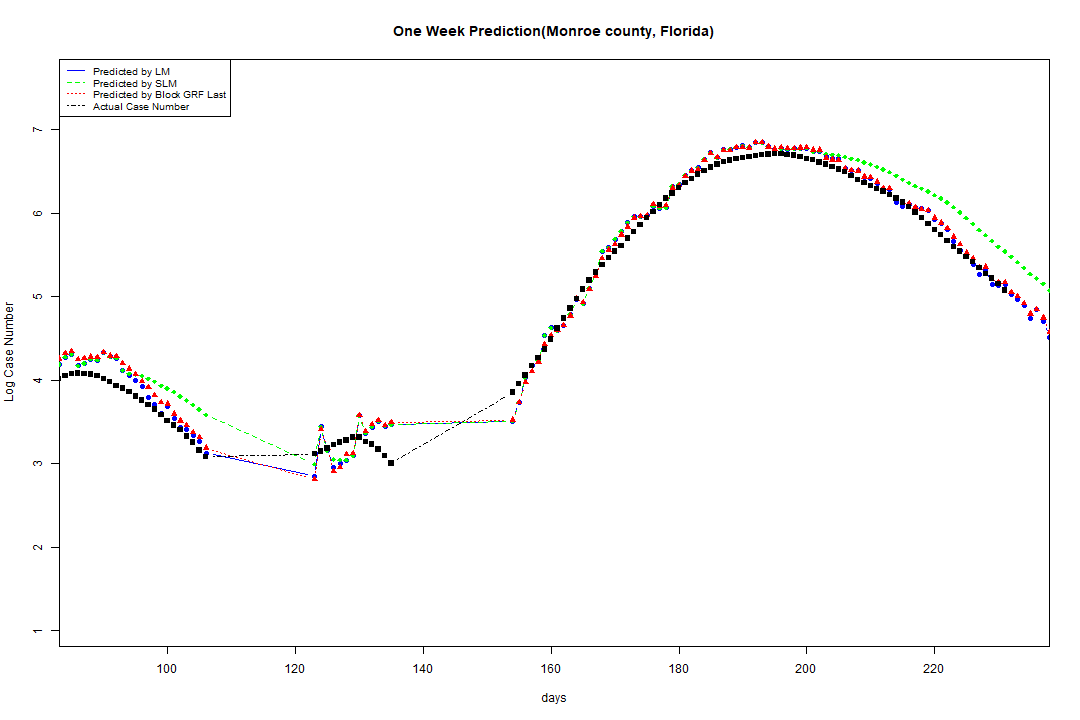 One Week Prediction(Monroe county, Florida)
Predicted by LM
Predicted by SLM
Predicted by Block GRF Last
Actual Case Number
7
6
5
4
3
2
1
Log Case Number
100 120 140 160 180 200 220
days